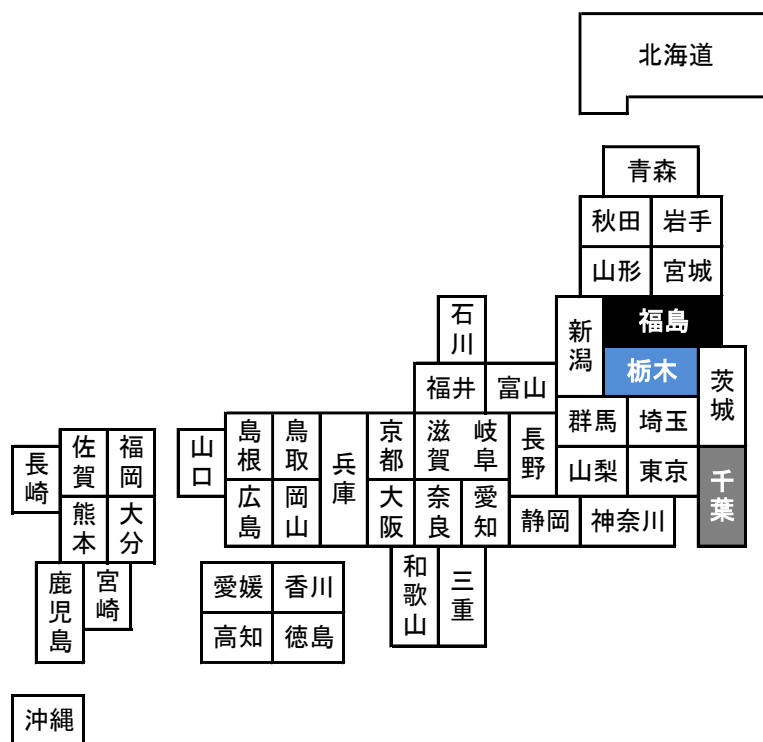 北海道
青森
秋田
岩手
山形
宮城
石川
新潟
福島
栃木
茨城
福井
富山
群馬
埼玉
長崎
佐賀
福岡
山口
島根
鳥取
兵庫
京都
滋賀
岐阜
長野
山梨
東京
千葉
熊本
大分
広島
岡山
大阪
奈良
愛知
静岡
神奈川
鹿児島
宮崎
愛媛
香川
和歌山
三重
高知
徳島
沖縄